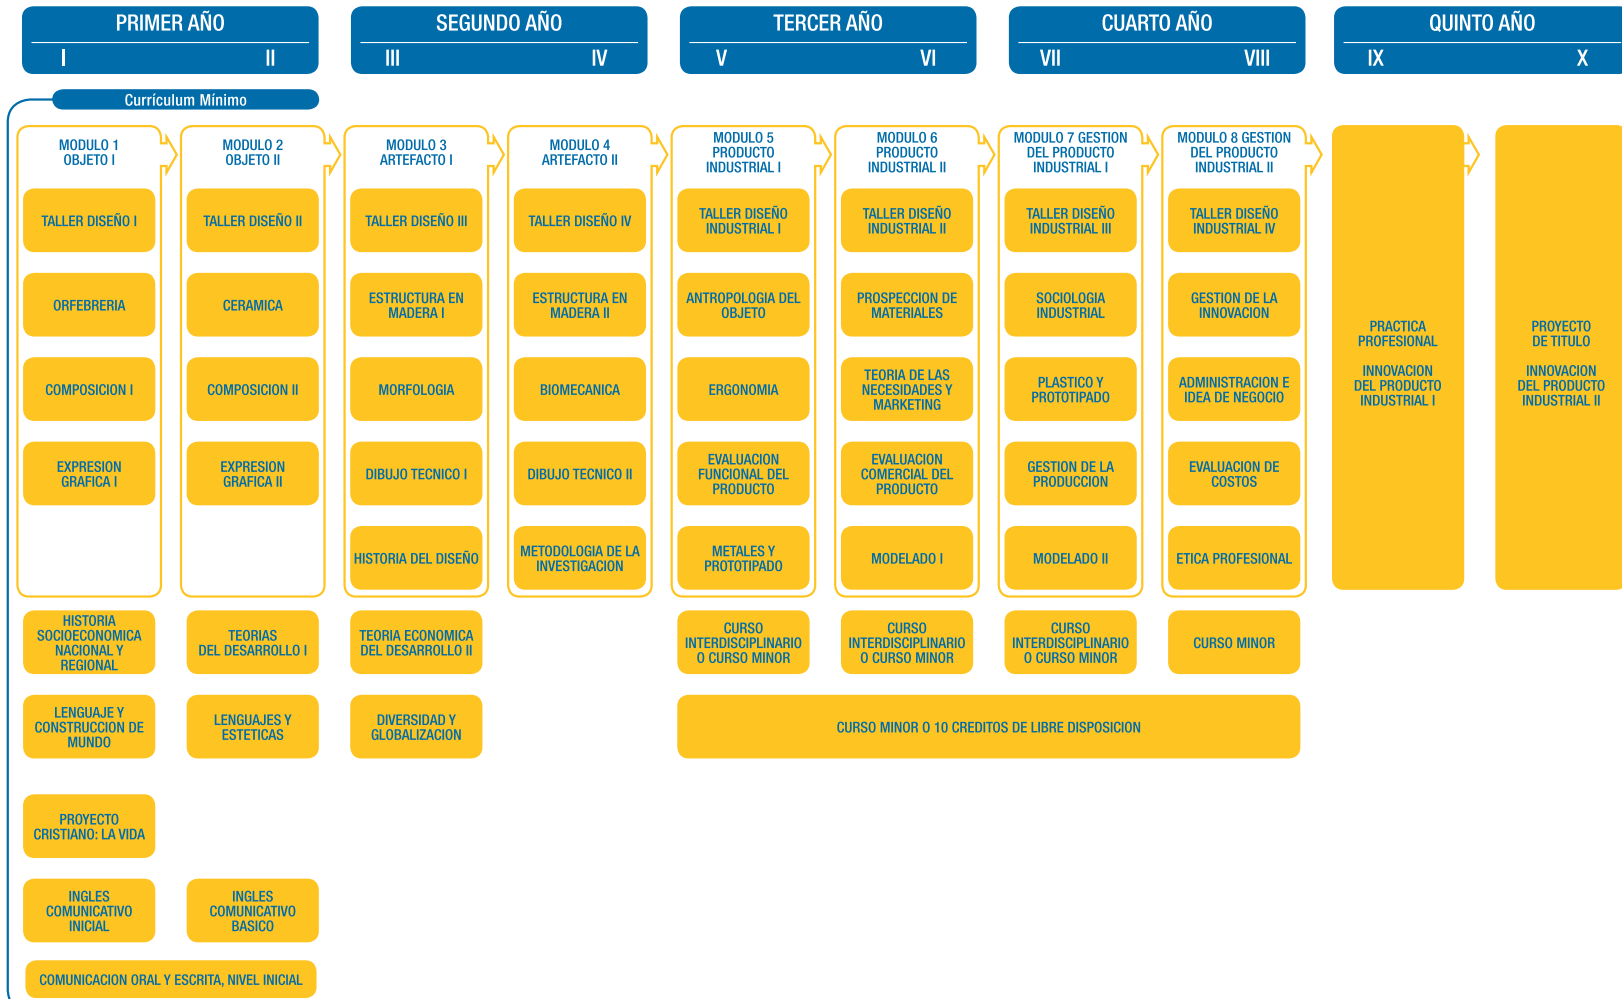 PRIMER AÑO
I
II
SEGUNDO AÑO
III
IV
TERCER AÑO
V
VI
CUARTO AÑO
VII
VIII
QUINTO AÑO
IX
X
Currículum Mínimo
MODULO 1
OBJETO I
TALLER DISEÑO I
ORFEBRERIA
COMPOSICION I
EXPRESION
GRAFICA I
HISTORIA
SOCIOECONOMICA
NACIONAL Y
REGIONAL
LENGUAJE Y
CONSTRUCCION DE
MUNDO
PROYECTO
CRISTIANO: LA VIDA
INGLES
COMUNICATIVO
INICIAL
MODULO 2
OBJETO II
TALLER DISEÑO II
CERAMICA
COMPOSICION II
EXPRESION
GRAFICA II
TEORIAS
DEL DESARROLLO I
LENGUAJES Y
ESTETICAS
INGLES
COMUNICATIVO
BASICO
COMUNICACION ORAL Y ESCRITA, NIVEL INICIAL
MODULO 3
ARTEFACTO I
TALLER DISEÑO III
ESTRUCTURA EN
MADERA I
MORFOLOGIA
DIBUJO TECNICO I
HISTORIA DEL DISEÑO
TEORIA ECONOMICA
DEL DESARROLLO II
DIVERSIDAD Y
GLOBALIZACION
MODULO 4
ARTEFACTO II
TALLER DISEÑO IV
ESTRUCTURA EN
MADERA II
BIOMECANICA
DIBUJO TECNICO II
METODOLOGIA DE LA
INVESTIGACION
MODULO 5
PRODUCTO
INDUSTRIAL I
TALLER DISEÑO
INDUSTRIAL I
ANTROPOLOGIA DEL
OBJETO
ERGONOMIA
EVALUACION
FUNCIONAL DEL
PRODUCTO
METALES Y
PROTOTIPADO
CURSO
INTERDISCIPLINARIO
O CURSO MINOR
MODULO 6
PRODUCTO
INDUSTRIAL II
TALLER DISEÑO
INDUSTRIAL II
PROSPECCION DE
MATERIALES
TEORIA DE LAS
NECESIDADES Y
MARKETING
EVALUACION
COMERCIAL DEL
PRODUCTO
MODELADO I
CURSO
INTERDISCIPLINARIO
O CURSO MINOR
MODULO 7 GESTION
DEL PRODUCTO
INDUSTRIAL I
TALLER DISEÑO
INDUSTRIAL III
SOCIOLOGIA
INDUSTRIAL
PLASTICO Y
PROTOTIPADO
GESTION DE LA
PRODUCCION
MODELADO II
CURSO
INTERDISCIPLINARIO
O CURSO MINOR
MODULO 8 GESTION
DEL PRODUCTO
INDUSTRIAL II
TALLER DISEÑO
INDUSTRIAL IV
GESTION DE LA
INNOVACION
ADMINISTRACION E
IDEA DE NEGOCIO
EVALUACION DE
COSTOS
ETICA PROFESIONAL
CURSO MINOR
CURSO MINOR O 10 CREDITOS DE LIBRE DISPOSICION
PRACTICA
PROFESIONAL
INNOVACION
DEL PRODUCTO
INDUSTRIAL I
PROYECTO
DE TITULO
INNOVACION
DEL PRODUCTO
INDUSTRIAL II